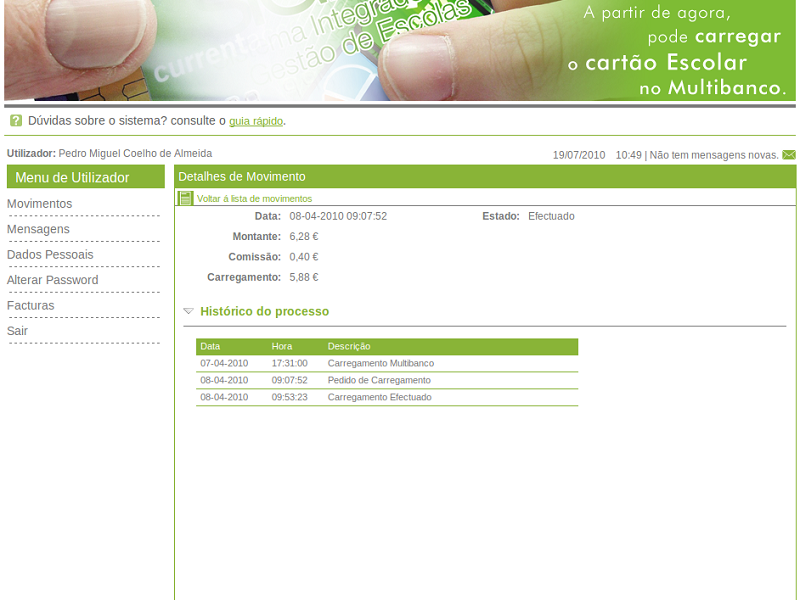 A partir de agora,
pode carregar
o cartão Escolar
no Multibanco.
Integra
Gestão de Escolas
Dúvidas sobre o sistema? consulte o guia rápido.
Utilizador: Pedro Miguel Coelho de Almeida
19/07/2010 10:49 | Não tem mensagens novas.
Menu de Utilizador
Movimentos
Mensagens
Dados Pessoais
Alterar Password
Facturas
Sair
Detalhes de Movimento
Voltar á lista de movimentos
Data: 08-04-2010 09:07:52 Estado: Efectuado
Montante: 6,28 €
Comissão: 0,40 €
Carregamento: 5,88 €
Histórico do processo
Data Hora Descrição
07-04-2010 17:31:00 Carregamento Multibanco
08-04-2010 09:07:52 Pedido de Carregamento
08-04-2010 09:53:23 Carregamento Efectuado